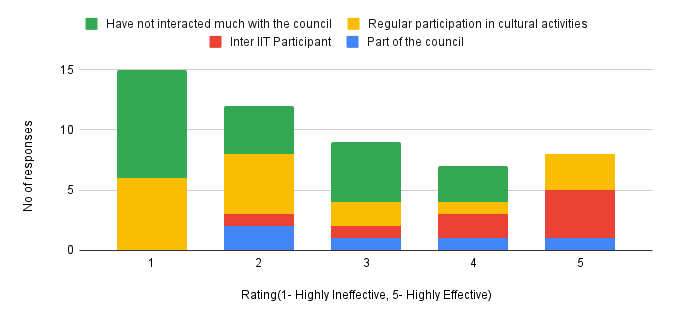 Have not interacted much with the council Regular participation in cultural activities
Inter IIT Participant Part of the council
15
10
5
0
No of responses
1 2 3 4 5
Rating(1- Highly Ineffective, 5- Highly Effective)